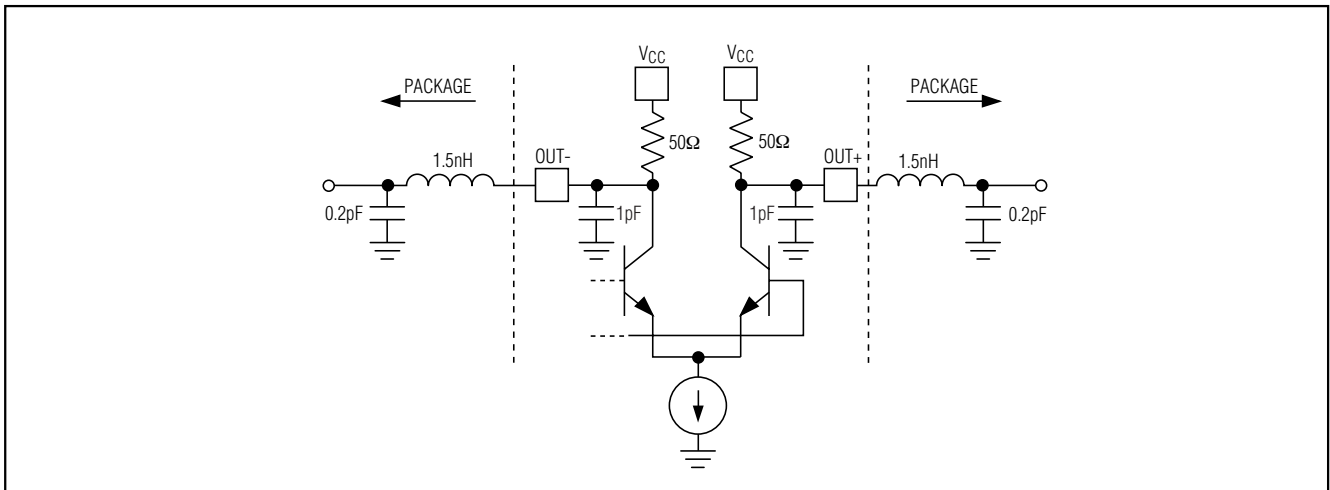 VCC
VCC
PACKAGE
PACKAGE
50Ω
50Ω
1.5nH
OUT-
OUT+
1.5nH
0.2pF
1pF
1pF
0.2pF